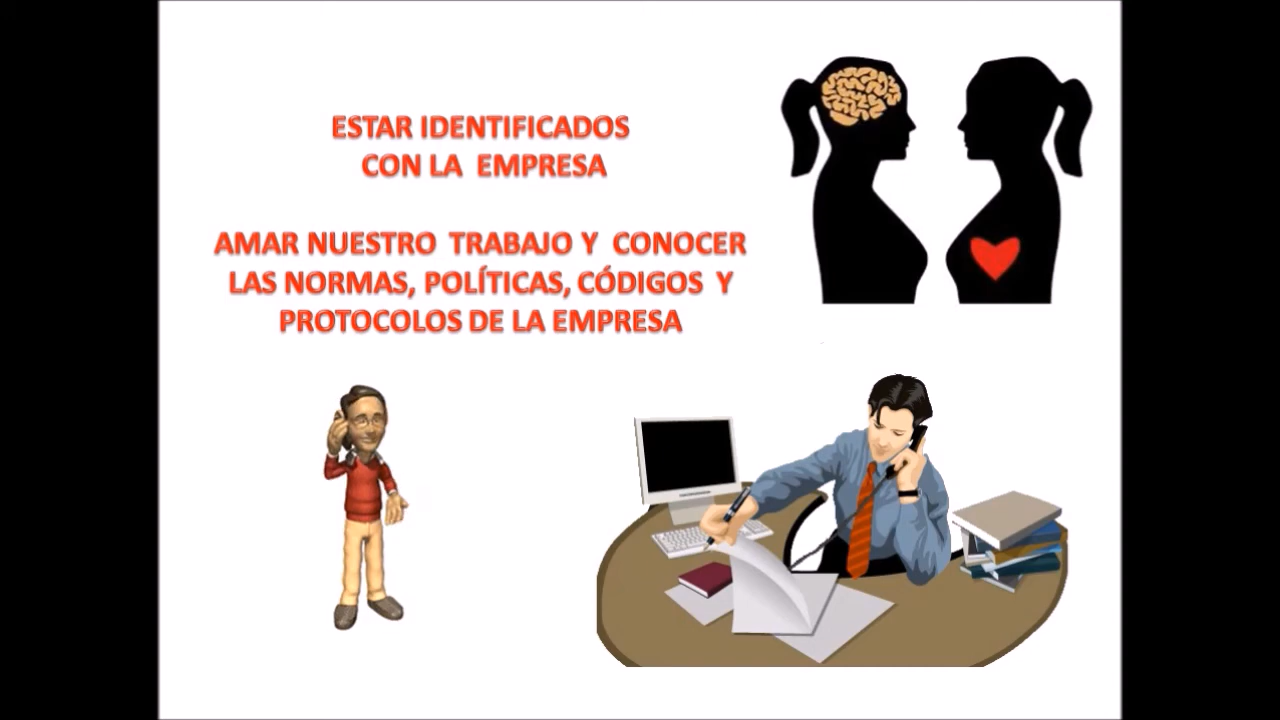 ESTAR IDENTIFICADOS
CON LA EMPRESA
AMAR NUESTRO TRABAJO Y CONOCER
LAS NORMAS, POLÍTICAS, CÓDIGOS Y
PROTOCOLOS DE LA EMPRESA